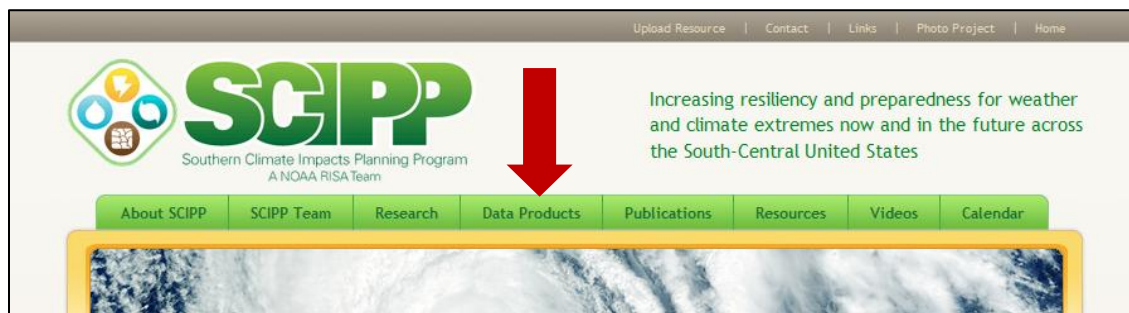 Upload Resource | Contact | Links | Photo Project | Home
SCIPP
Southern Climate Impacts Planning Program
A NOAA RISA Team
Increasing resiliency and preparedness for weather
and climate extremes now and in the future across
the South-Central United States
About SCIPP SCIPP Team Research Data Products Publications Resources Videos Calendar